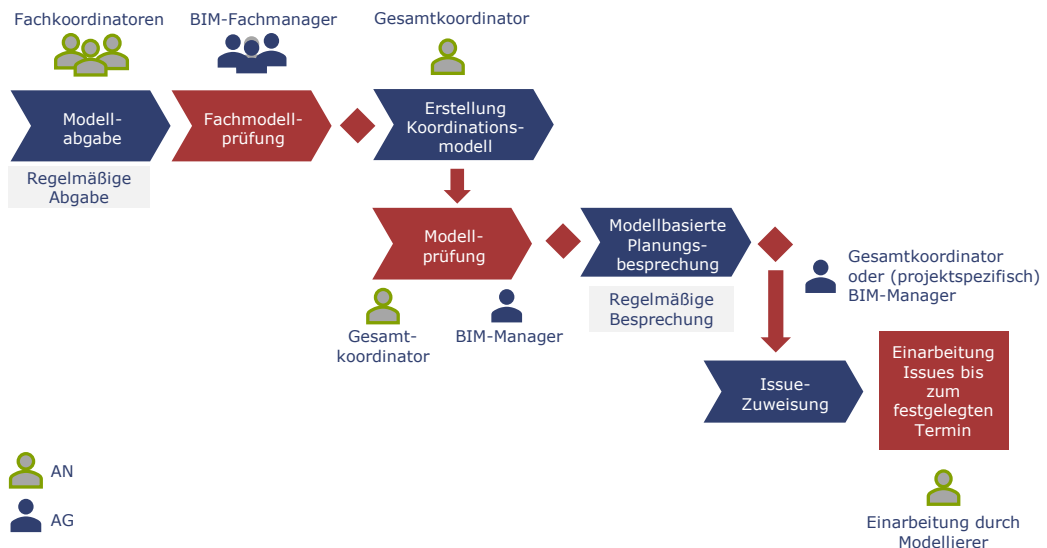 Fachkoordinatoren
BIM-Fachmanager
Gesamtkoordinator
Modell-
abgabe
Fachmodell-
prüfung
Erstellung
Koordinations-
modell
Regelmäßige
Abgabe
Modell-
prüfung
Modellbasierte
Planungs-
besprechung
Gesamtkoordinator
oder (projektspezifisch)
BIM-Manager
Regelmäßige
Besprechung
Gesamt-
koordinator
BIM-Manager
Issue-
Zuweisung
Einarbeitung
Issues bis
zum
festgelegten
Termin
AN
AG
Einarbeitung durch
Modellierer